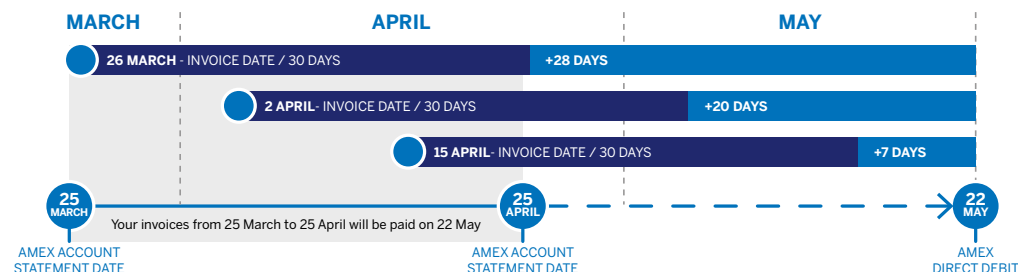 MARCH
APRIL
MAY
26 MARCH - INVOICE DATE / 30 DAYS
+28 DAYS
2 APRIL- INVOICE DATE / 30 DAYS
+20 DAYS
15 APRIL- INVOICE DATE / 30 DAYS
+7 DAYS
25
MARCH
25
APRIL
22
MAY
Your invoices from 25 March to 25 April will be paid on 22 May
AMEX ACCOUNT
STATEMENT DATE
AMEX ACCOUNT
STATEMENT DATE
AMEX
DIRECT DEBIT